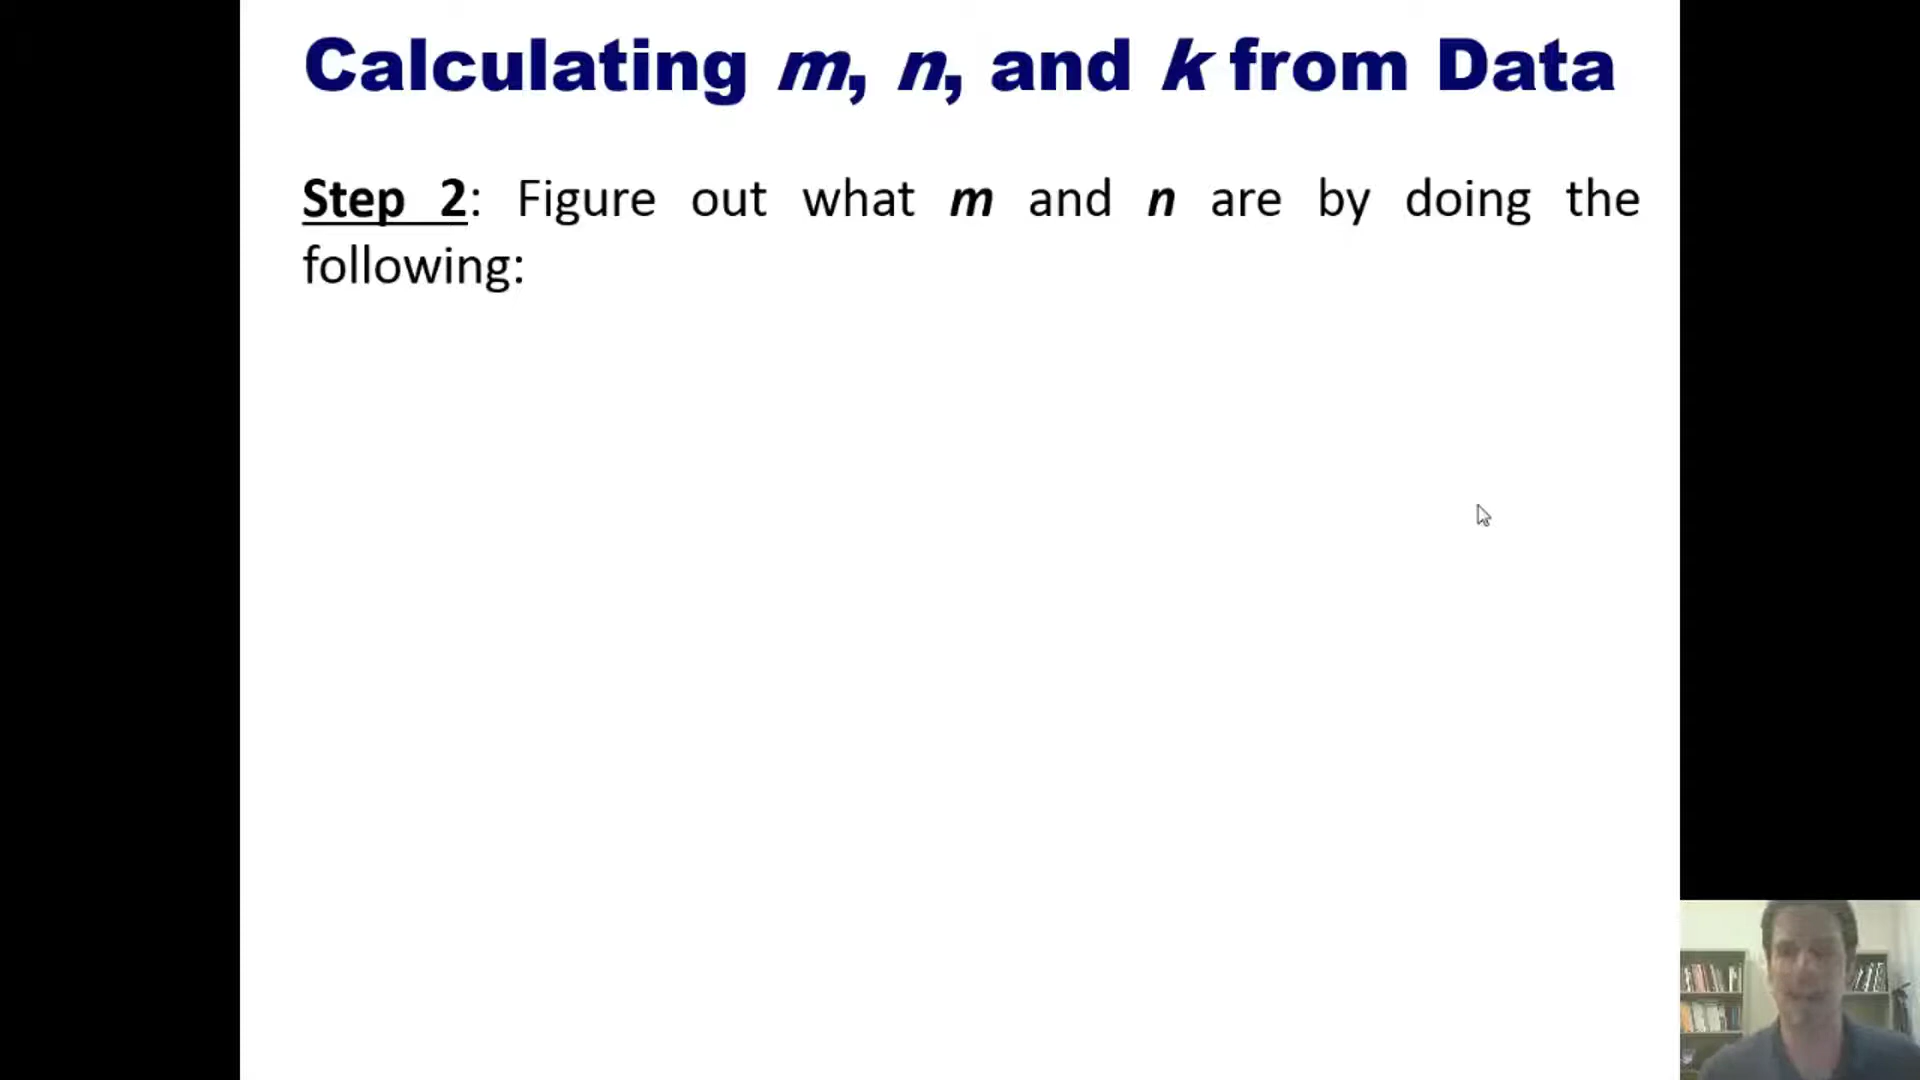 Calculating m, n, and k from Data
Step 2: Figure out what m and n are by doing the
following: